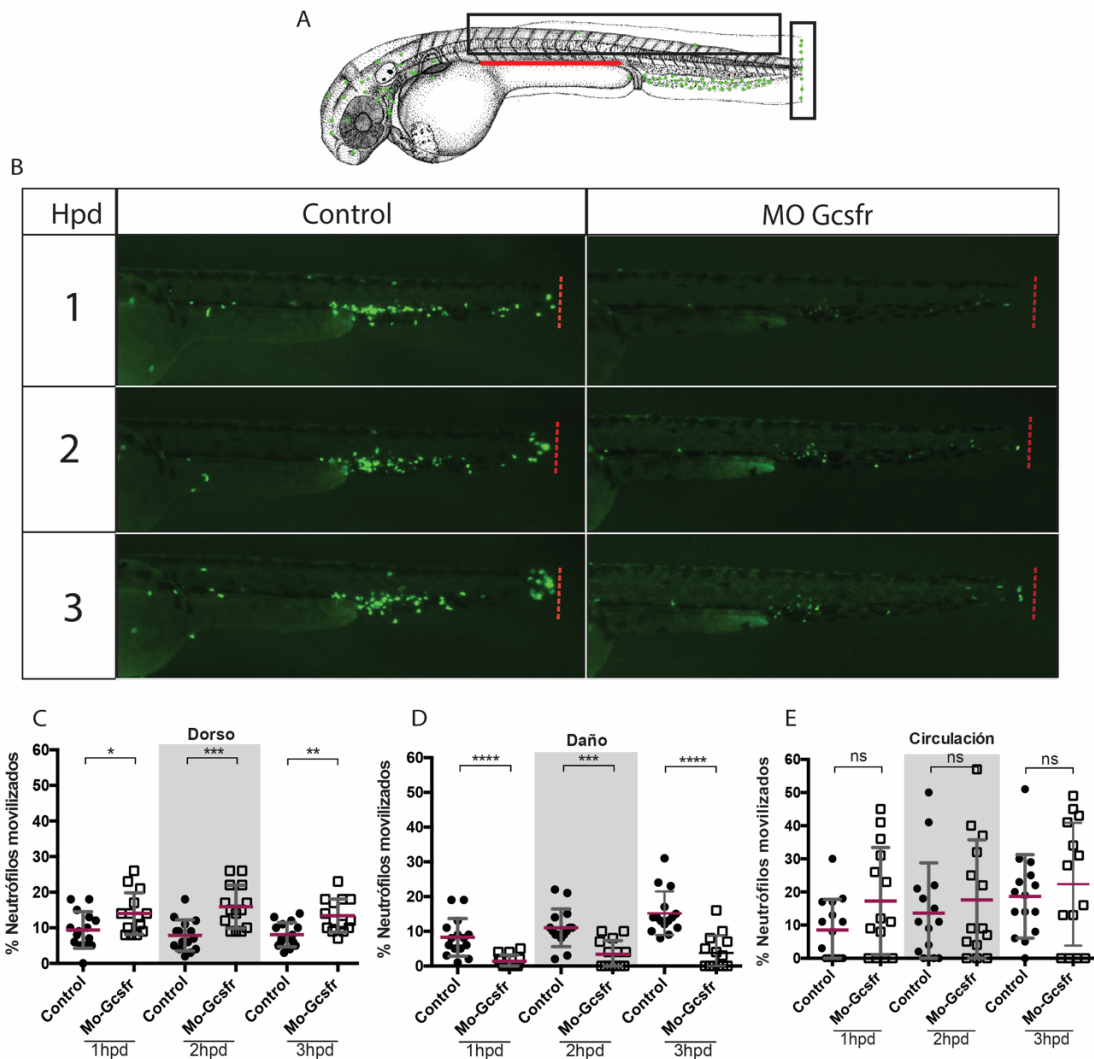 A
B
Hpd Control MO Gcsfr
1
2
3
C
Dorso
% Neutrófilos movilizados
60
50
40
30
20
10
0
* *** **
Control Mo-Gcsfr Control Mo-Gcsfr Control Mo-Gcsfr
1hpd 2hpd 3hpd
D
Daño
% Neutrófilos movilizados
60
50
40
30
20
10
0
**** *** ****
Control Mo-Gcsfr Control Mo-Gcsfr Control Mo-Gcsfr
1hpd 2hpd 3hpd
E
Circulación
% Neutrófilos movilizados
60
50
40
30
20
10
0
ns ns ns
Control Mo-Gcsfr Control Mo-Gcsfr Control Mo-Gcsfr
1hpd 2hpd 3hpd